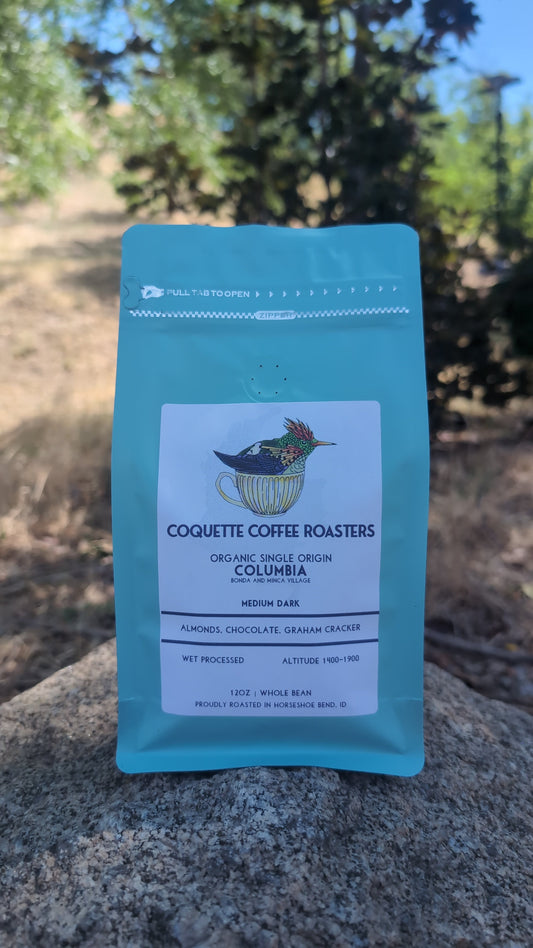 PULL TAB TO OPEN
ZIPPER
COQUETTE COFFEE ROASTERS
ORGANIC SINGLE ORIGIN
COLUMBIA
BONDA AND MINCA VILLAGE
MEDIUM DARK
ALMONDS, CHOCOLATE, GRAHAM CRACKER
WET PROCESSED ALTITUDE 1400-1900
12OZ | WHOLE BEAN
PROUDLY ROASTED IN HORSESHOE BEND, ID